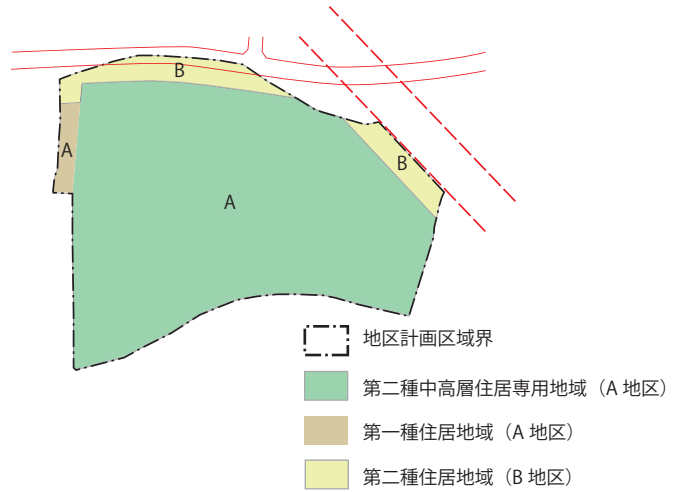 B
A
B
A
地区計画区域界
第二種中高層住居専用地域（A 地区）
第一種住居地域（A 地区）
第二種住居地域（B 地区）